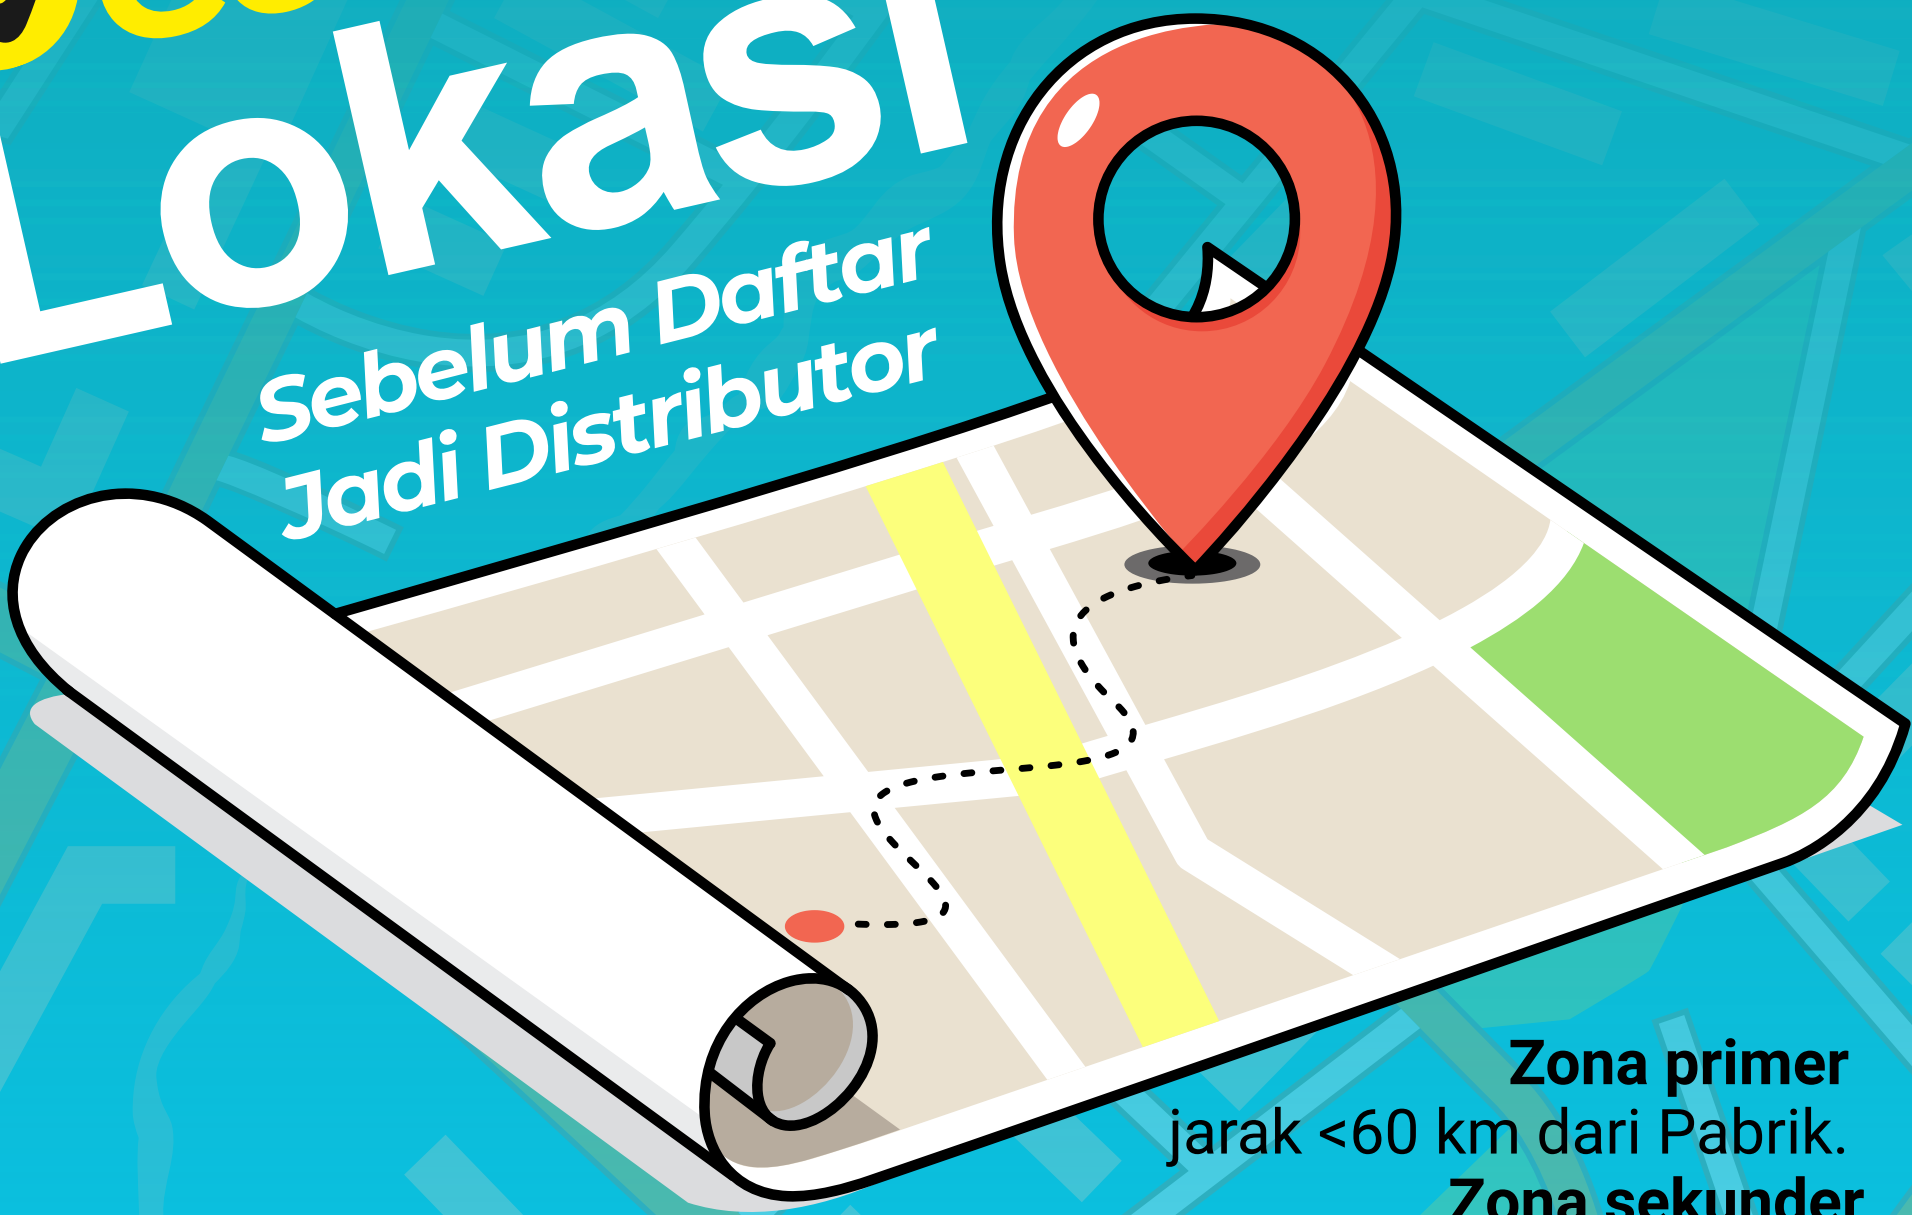 Lokasi
Sebelum Daftar
Jadi Distributor
Zona primer
jarak <60 km dari Pabrik.
Zona sekunder